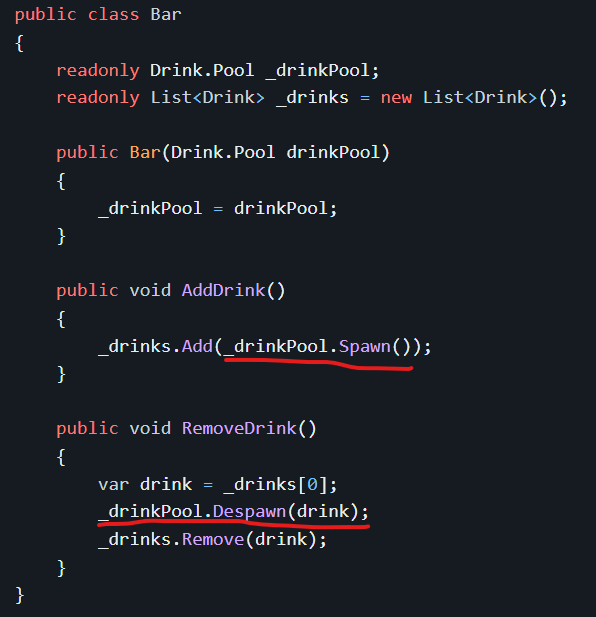 public class Bar
{
    readonly Drink.Pool _drinkPool;
    readonly List<Drink> _drinks = new List<Drink>();

    public Bar(Drink.Pool drinkPool)
    {
        _drinkPool = drinkPool;
    }

    public void AddDrink()
    {
        _drinks.Add(_drinkPool.Spawn());
    }

    public void RemoveDrink()
    {
        var drink = _drinks[0];
        _drinkPool.Despawn(drink);
        _drinks.Remove(drink);
    }
}